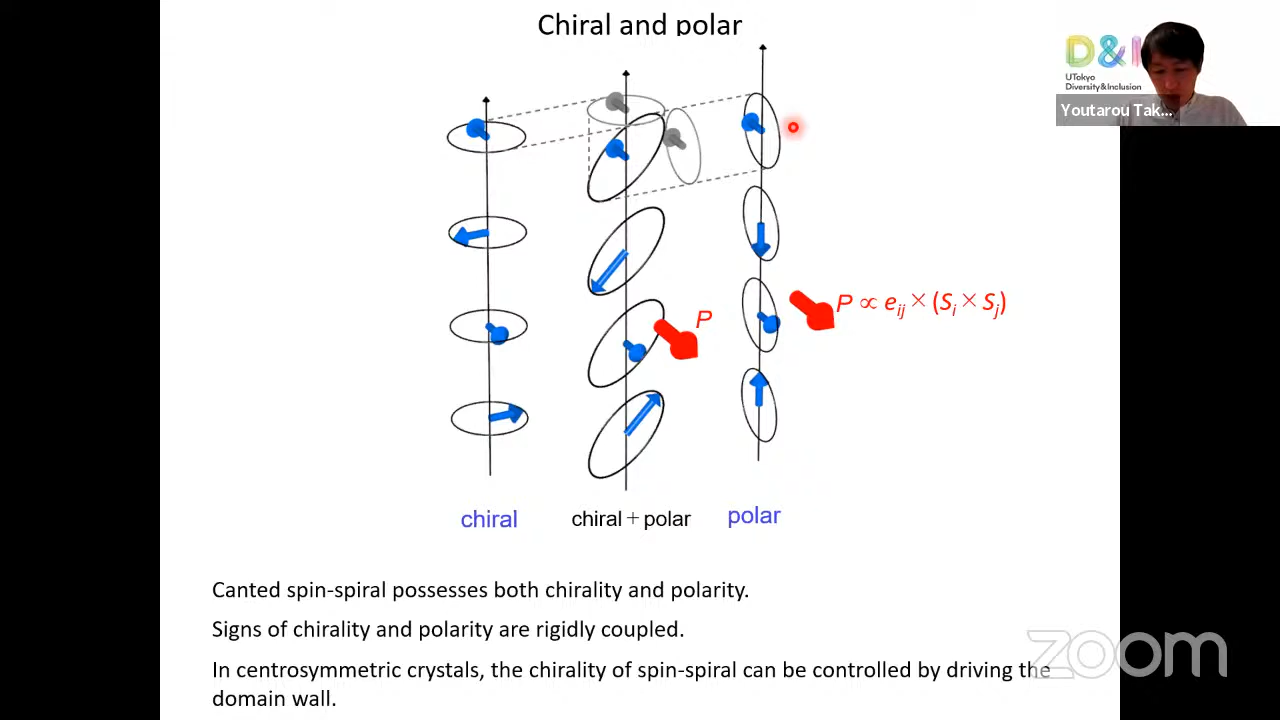 Chiral and polar
D&I
UTokyo
Diversity & Inclusion
Youtarou Tak...
P
P ∝ eij × (Si × Sj)
chiral
chiral + polar
polar
Canted spin-spiral possesses both chirality and polarity.
Signs of chirality and polarity are rigidly coupled.
In centrosymmetric crystals, the chirality of spin-spiral can be controlled by driving the
domain wall.
zoom